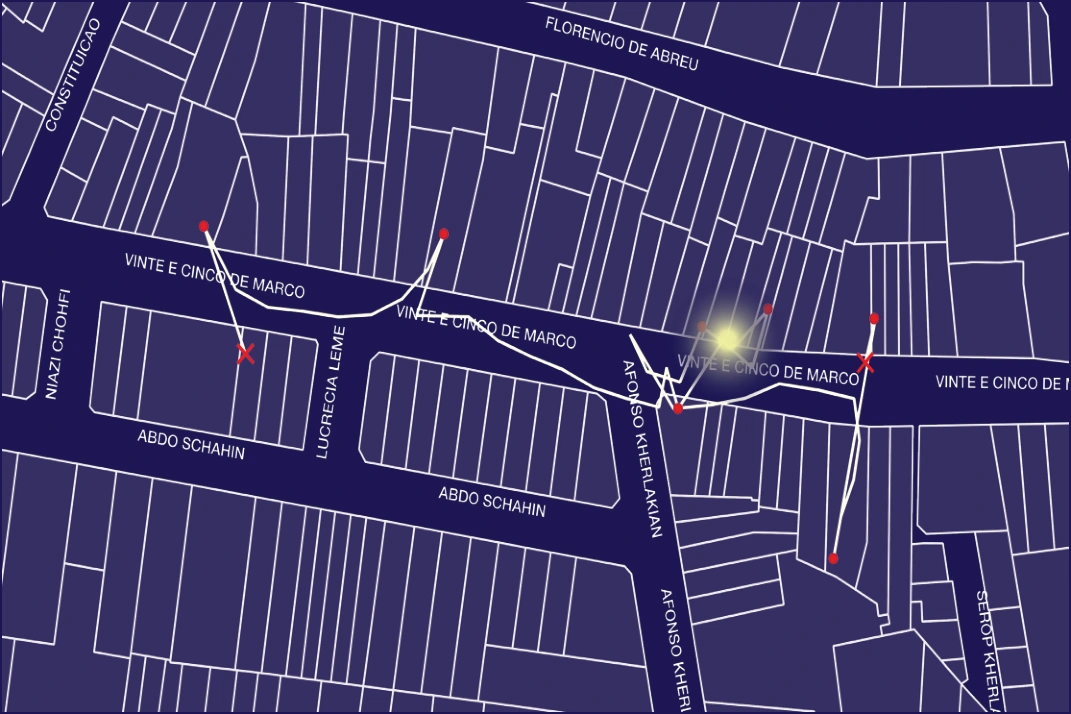 FLORENCIO DE ABREU
CONSTITUICAO
VINTE E CINCO DE MARCO
VINTE E CINCO DE MARCO
VINTE E CINCO DE MARCO
VINTE E CINCO DE M
NIAZI CHOHFI
LUCRECIA LEME
AFONSO KHERLAKIAN
ABDO SCHAHIN
ABDO SCHAHIN
AFONSO KHERL
SEROP KHERLA